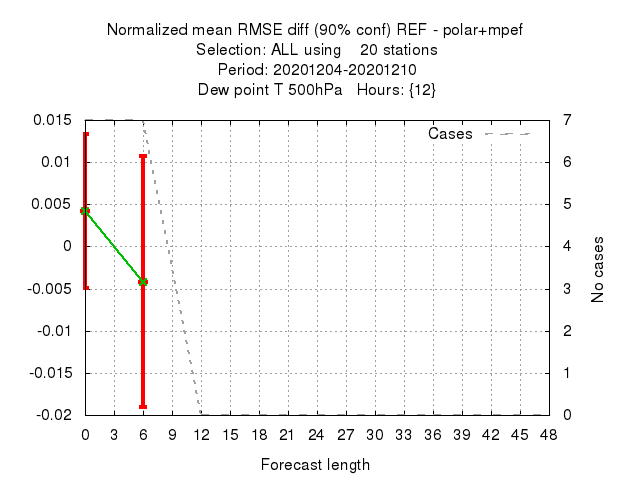 Normalized mean RMSE diff (90% conf) REF - polar+mpef
Selection: ALL using 20 stations
Period: 20201204-20201210
Dew point T 500hPa Hours: {12}
Cases
0.015
0.01
0.005
0
-0.005
-0.01
-0.015
-0.02
7
6
5
4
3
2
1
0
No cases
0 3 6 9 12 15 18 21 24 27 30 33 36 39 42 45 48
Forecast length